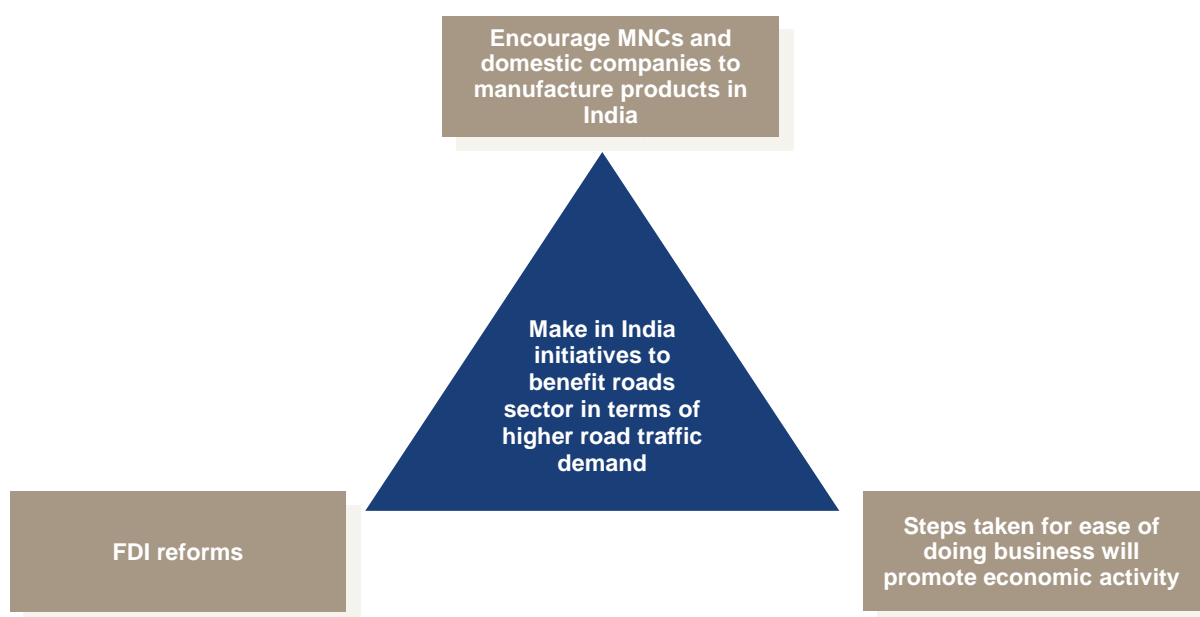 Encourage MNCs and
domestic companies to
manufacture products in
India
Make in India
initiatives to
benefit roads
sector in terms of
higher road traffic
demand
FDI reforms
Steps taken for ease of
doing business will
promote economic activity